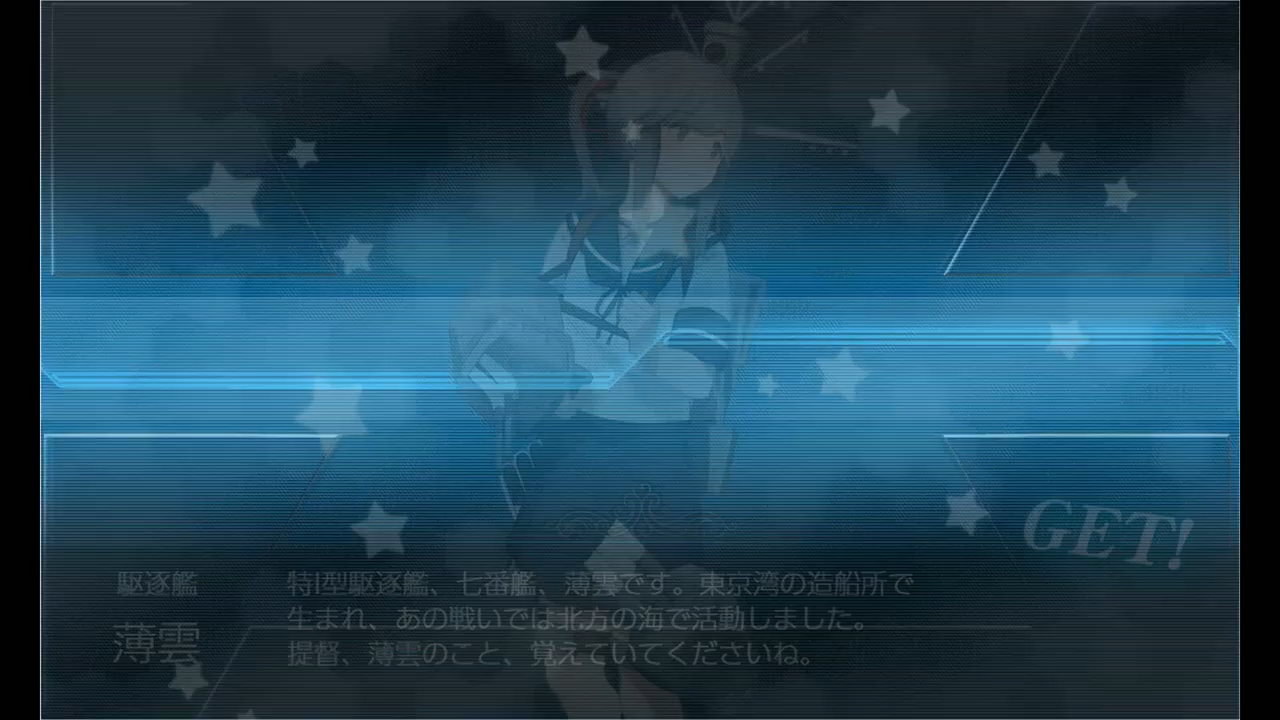 GET!
駆逐艦
薄雲
特I型駆逐艦、七番艦、薄雲です。東京湾の造船所で
生まれ、あの戦いでは北方の海で活動しました。
提督、薄雲のこと、覚えていてくださいね。